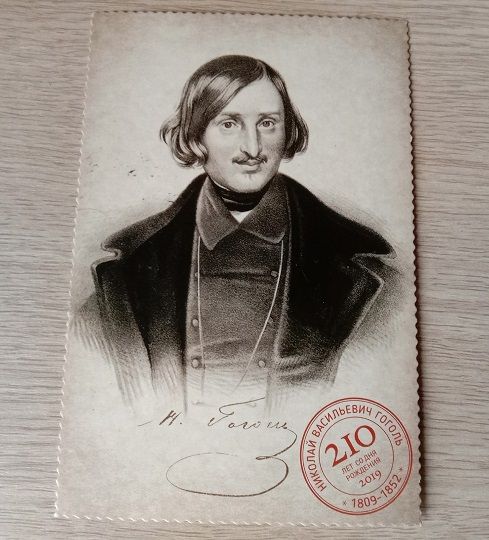 Н. Гоголь
НИКОЛАЙ ВАСИЛЬЕВИЧ ГОГОЛЬ
210
ЛЕТ СО ДНЯ
РОЖДЕНИЯ
2019
* 1809-1852 *